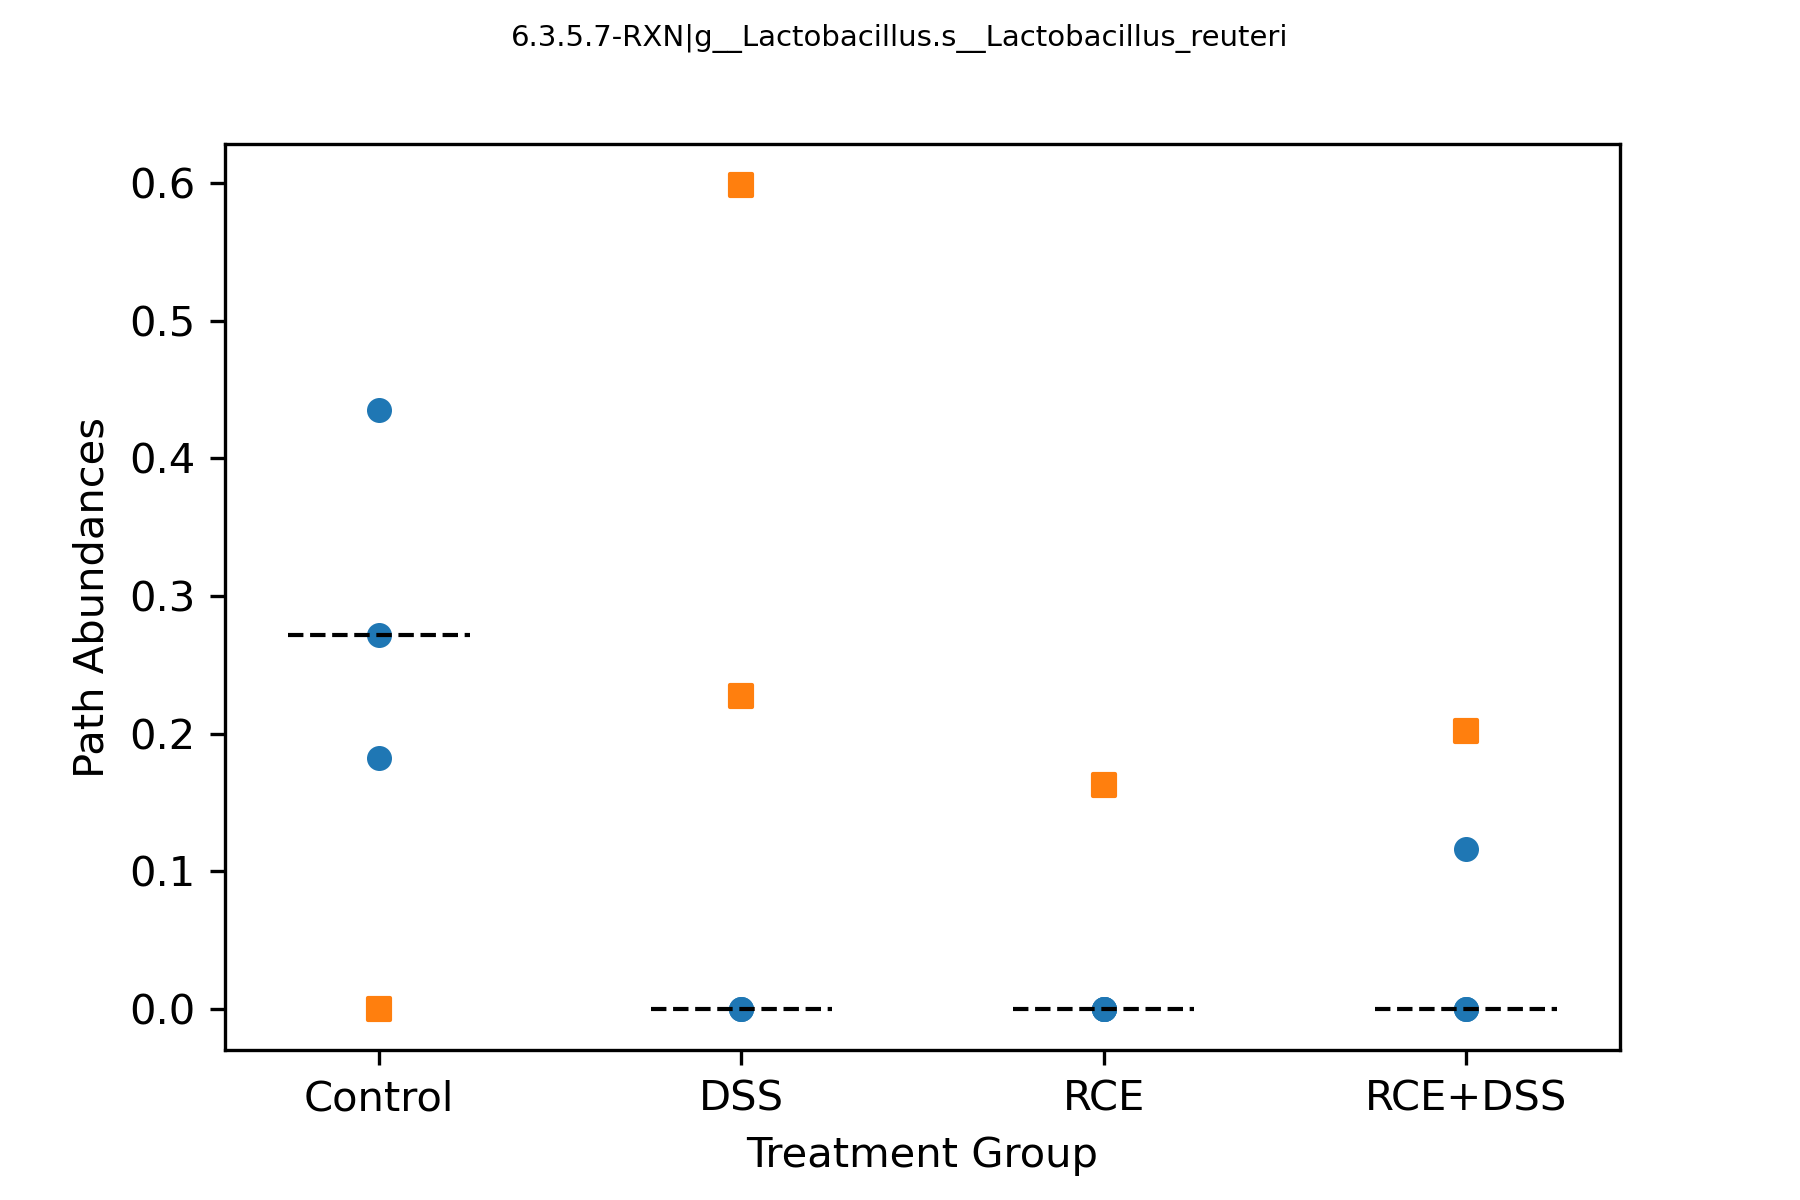 6.3.5.7-RXN|g__Lactobacillus.s__Lactobacillus_reuteri
Path Abundances
0.6
0.5
0.4
0.3
0.2
0.1
0.0
Control DSS RCE RCE+DSS
Treatment Group